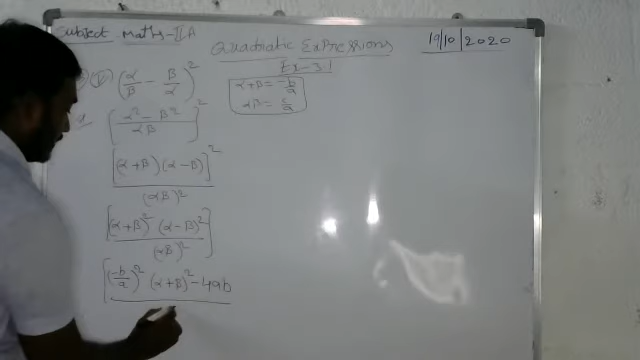 Subject Maths-IIA
Quadratic Expressions
19/10/2020
Ex-3.1
(α/β - β/α)²
α+β = -b/a
αβ = c/a
[α² - β² / αβ]²
[(α+β)(α-β)]² / (αβ)²
[(α+β)² (α-β)² / (αβ)²]
[(-b/a)² (α+β)² - 4ab